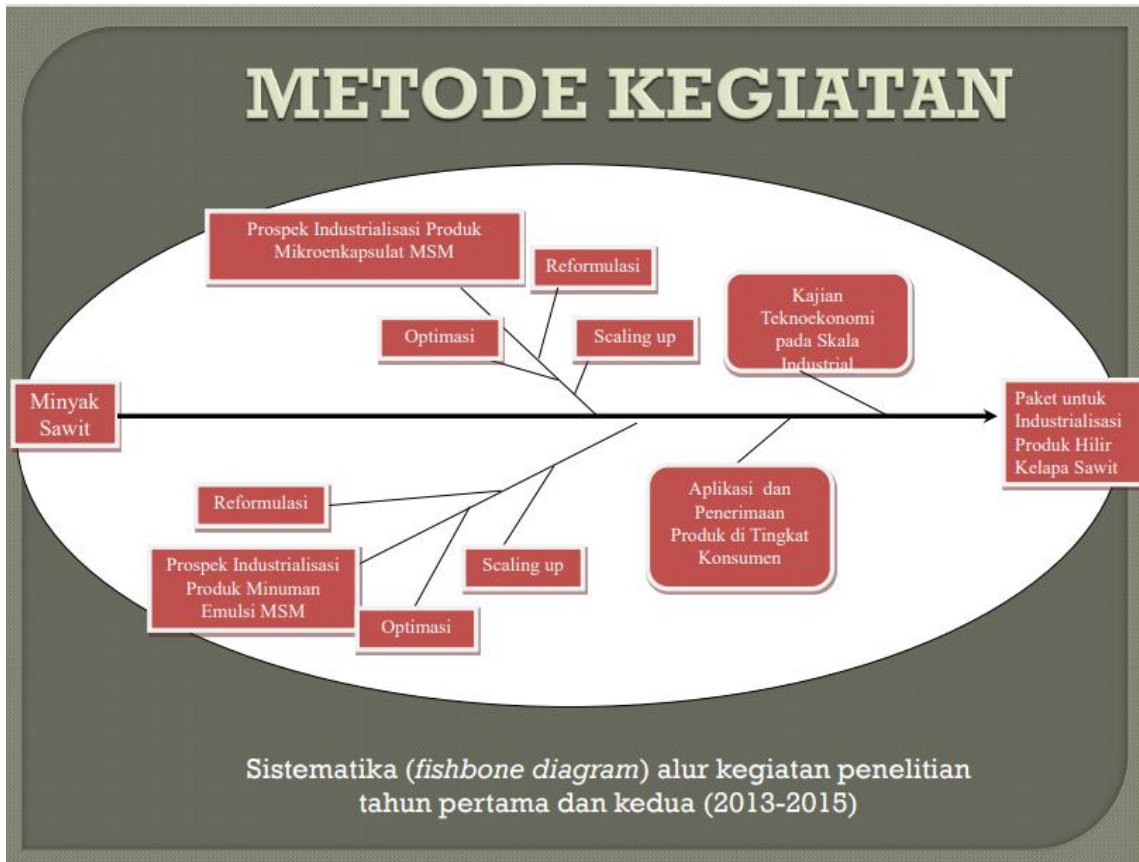 METODE KEGIATAN
Prospek Industrialisasi Produk
Mikroenkapsulat MSM
Reformulasi
Optimasi
Scaling up
Kajian
Teknoekonomi
pada Skala
Industrial
Minyak
Sawit
Paket untuk
Industrialisasi
Produk Hilir
Kelapa Sawit
Reformulasi
Prospek Industrialisasi
Produk Minuman
Emulsi MSM
Optimasi
Scaling up
Aplikasi dan
Penerimaan
Produk di Tingkat
Konsumen
Sistematika (fishbone diagram) alur kegiatan penelitian
tahun pertama dan kedua (2013-2015)